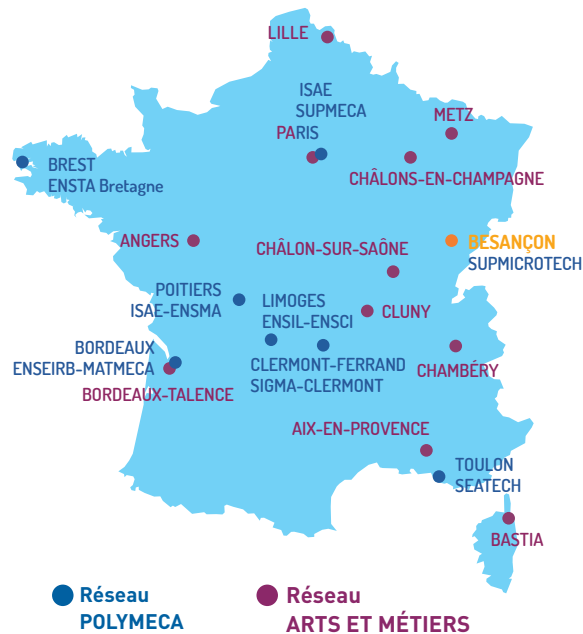 LILLE
ISAE
SUPMECA
PARIS
METZ
CHÂLONS-EN-CHAMPAGNE
BREST
ENSTA Bretagne
ANGERS
CHÂLON-SUR-SAÔNE
BESANÇON
SUPMICROTECH
POITIERS
ISAE-ENSMA
LIMOGES
ENSIL-ENSCI
CLUNY
BORDEAUX
ENSEIRB-MATMECA
CLERMONT-FERRAND
SIGMA-CLERMONT
CHAMBÉRY
BORDEAUX-TALENCE
AIX-EN-PROVENCE
TOULON
SEATECH
BASTIA
Réseau
POLYMECA
Réseau
ARTS ET MÉTIERS